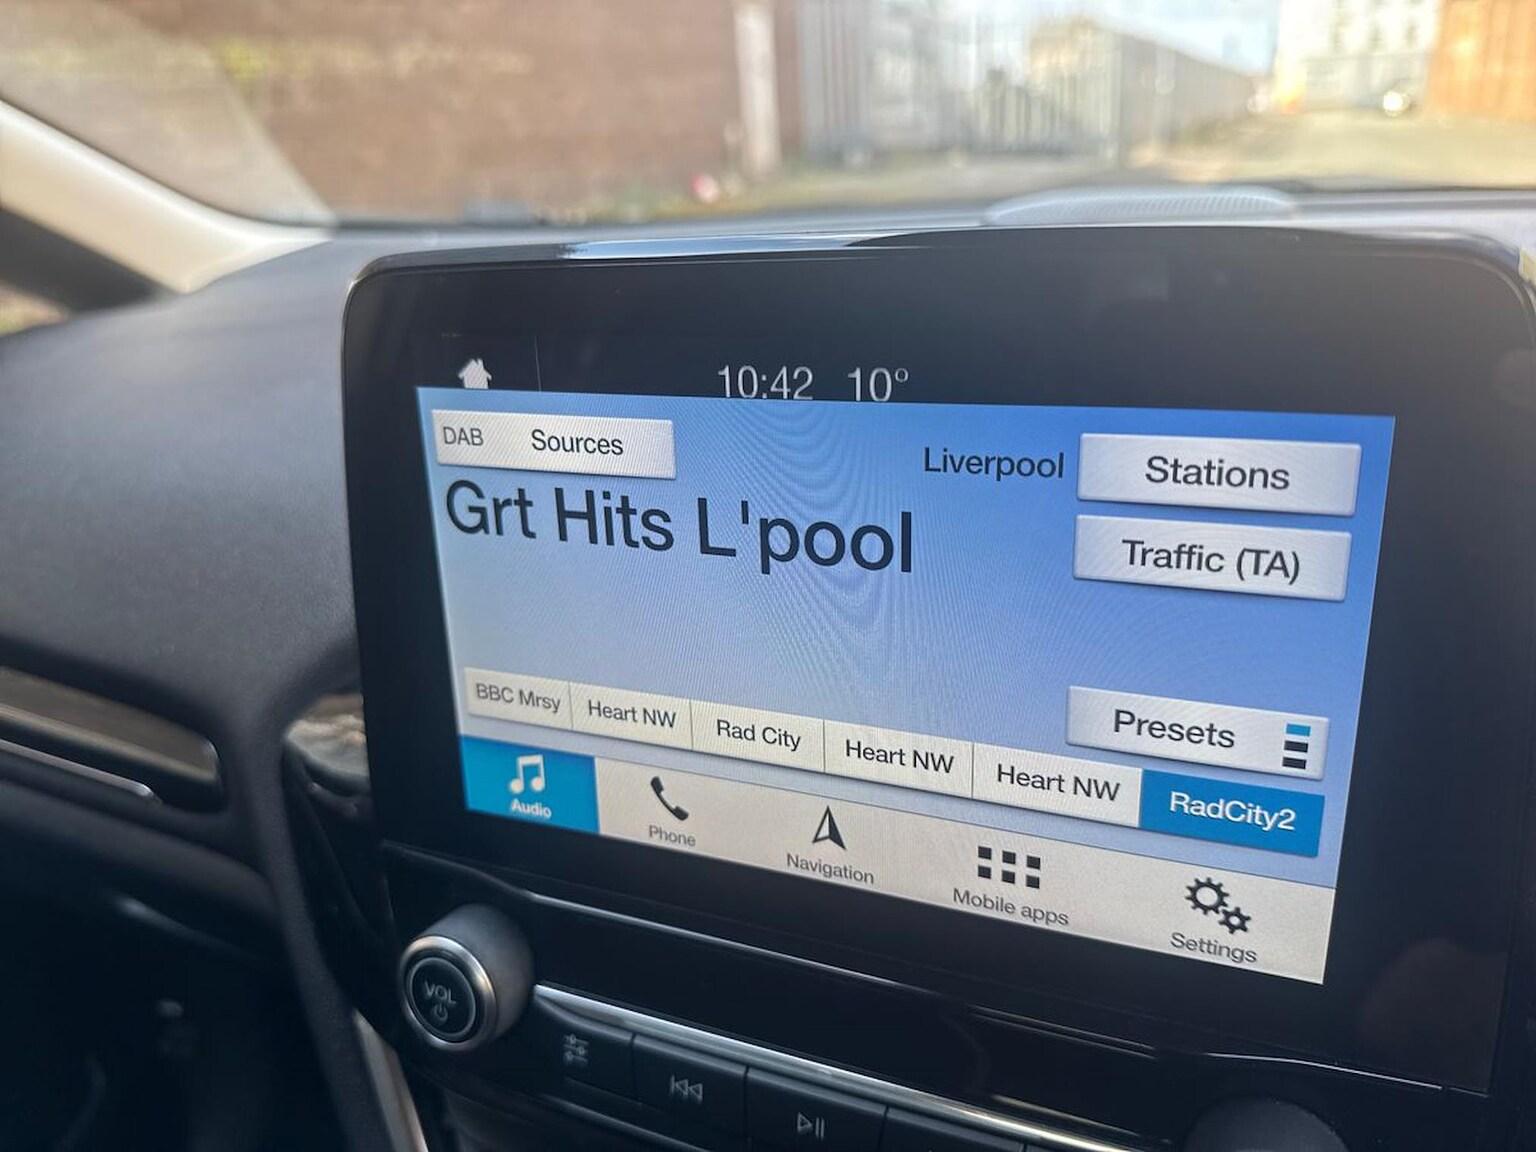 10:42 10°
DAB Sources
Liverpool
Stations
Grt Hits L'pool
Traffic (TA)
Presets
BBC Mrsy
Heart NW
Rad City
Heart NW
Heart NW
RadCity2
Audio
Phone
Navigation
Mobile apps
Settings
VOL